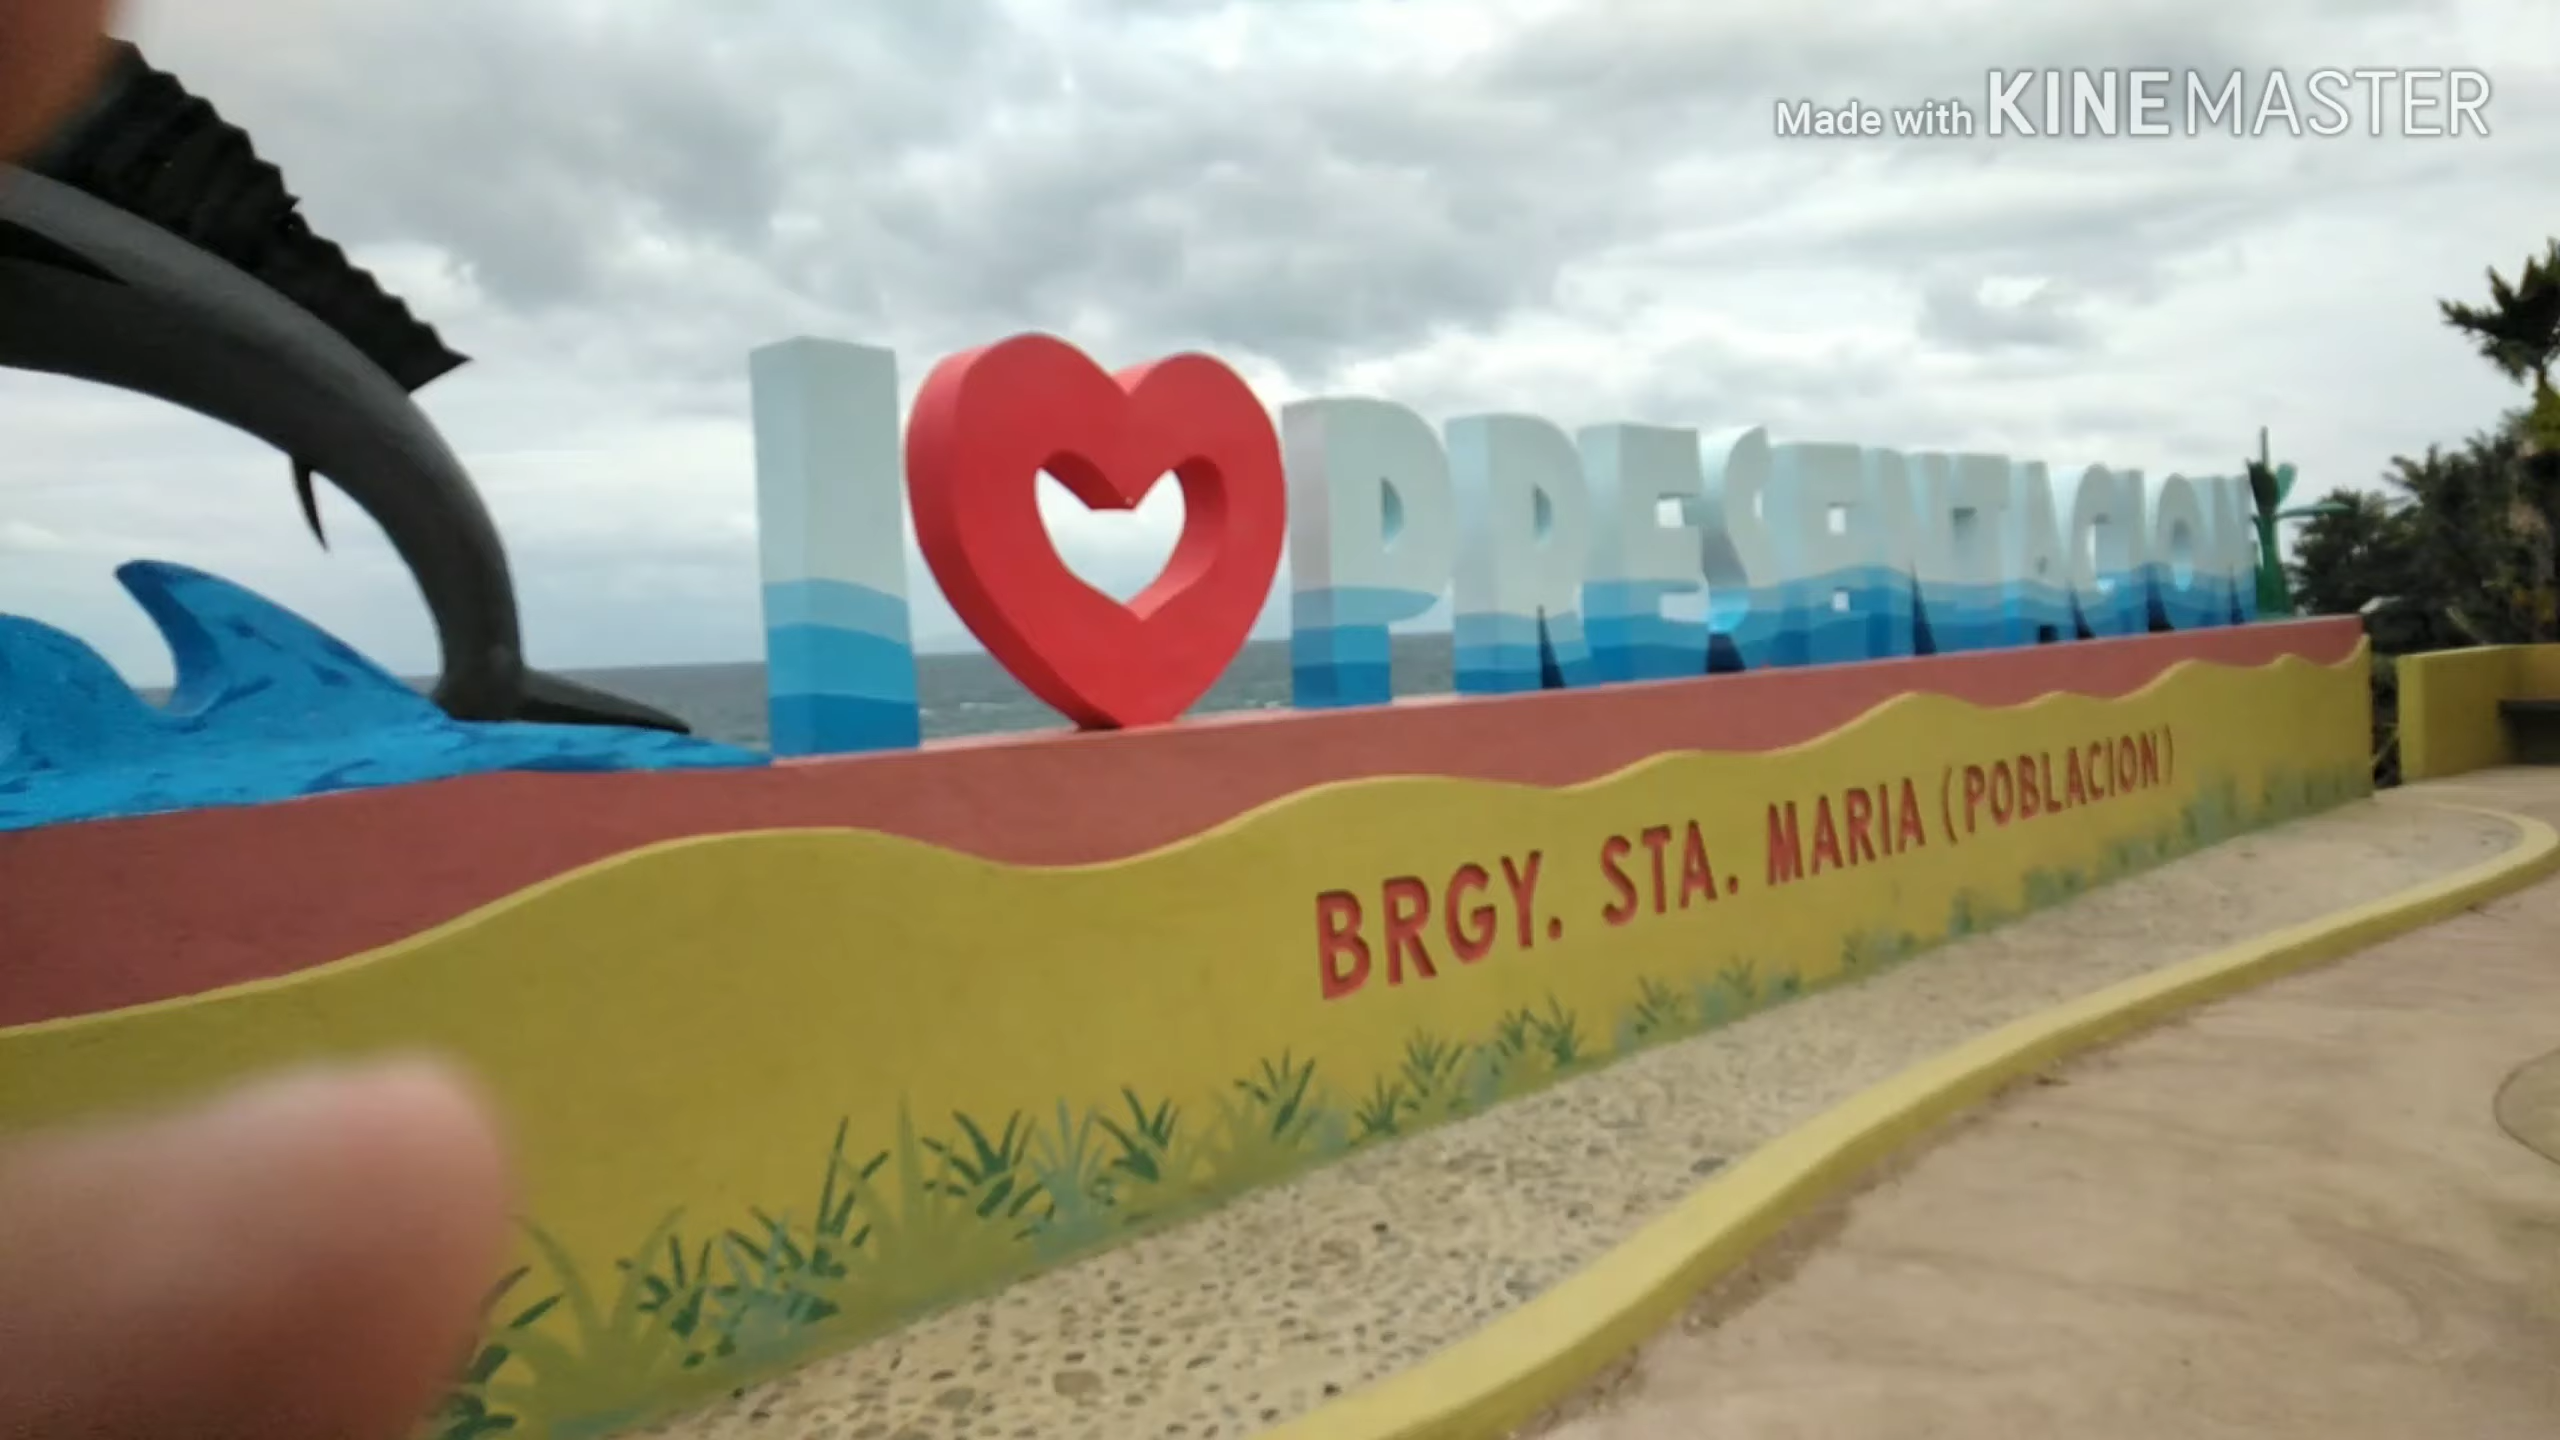 Made with KINEMASTER
I ❤ PRESENTACION
BRGY. STA. MARIA (POBLACION)